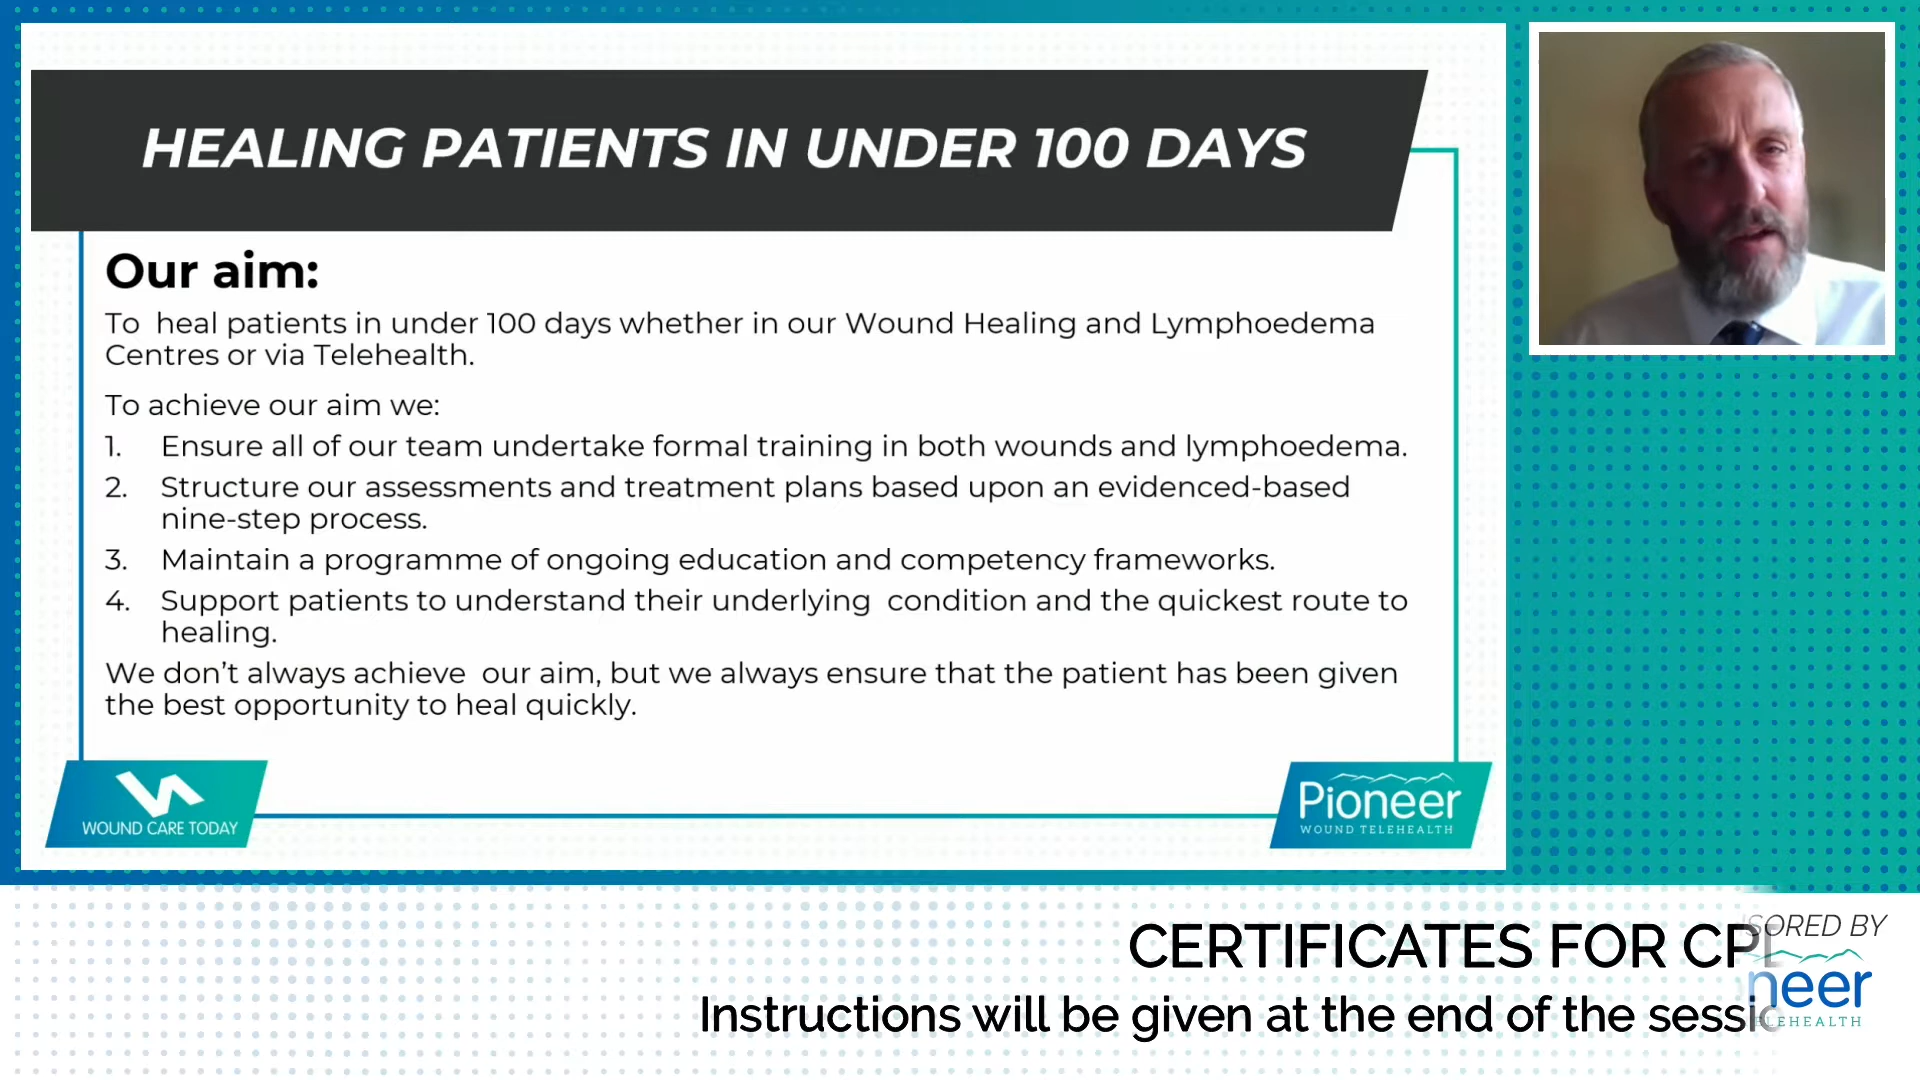 HEALING PATIENTS IN UNDER 100 DAYS
Our aim:
To heal patients in under 100 days whether in our Wound Healing and Lymphoedema
Centres or via Telehealth.
To achieve our aim we:
1. Ensure all of our team undertake formal training in both wounds and lymphoedema.
2. Structure our assessments and treatment plans based upon an evidenced-based
nine-step process.
3. Maintain a programme of ongoing education and competency frameworks.
4. Support patients to understand their underlying condition and the quickest route to
healing.
We don't always achieve our aim, but we always ensure that the patient has been given
the best opportunity to heal quickly.
WOUND CARE TODAY
Pioneer
WOUND TELEHEALTH
CERTIFICATES FOR
Instructions will be given at the end of the
SORED BY
neer
ELEHEALTH